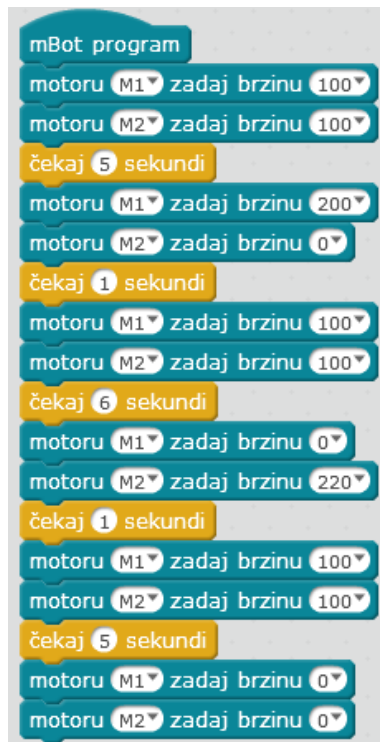 mBot program
motoru M1 zadaj brzinu 100
motoru M2 zadaj brzinu 100
čekaj 5 sekundi
motoru M1 zadaj brzinu 200
motoru M2 zadaj brzinu 0
čekaj 1 sekundi
motoru M1 zadaj brzinu 100
motoru M2 zadaj brzinu 100
čekaj 6 sekundi
motoru M1 zadaj brzinu 0
motoru M2 zadaj brzinu 220
čekaj 1 sekundi
motoru M1 zadaj brzinu 100
motoru M2 zadaj brzinu 100
čekaj 5 sekundi
motoru M1 zadaj brzinu 0
motoru M2 zadaj brzinu 0